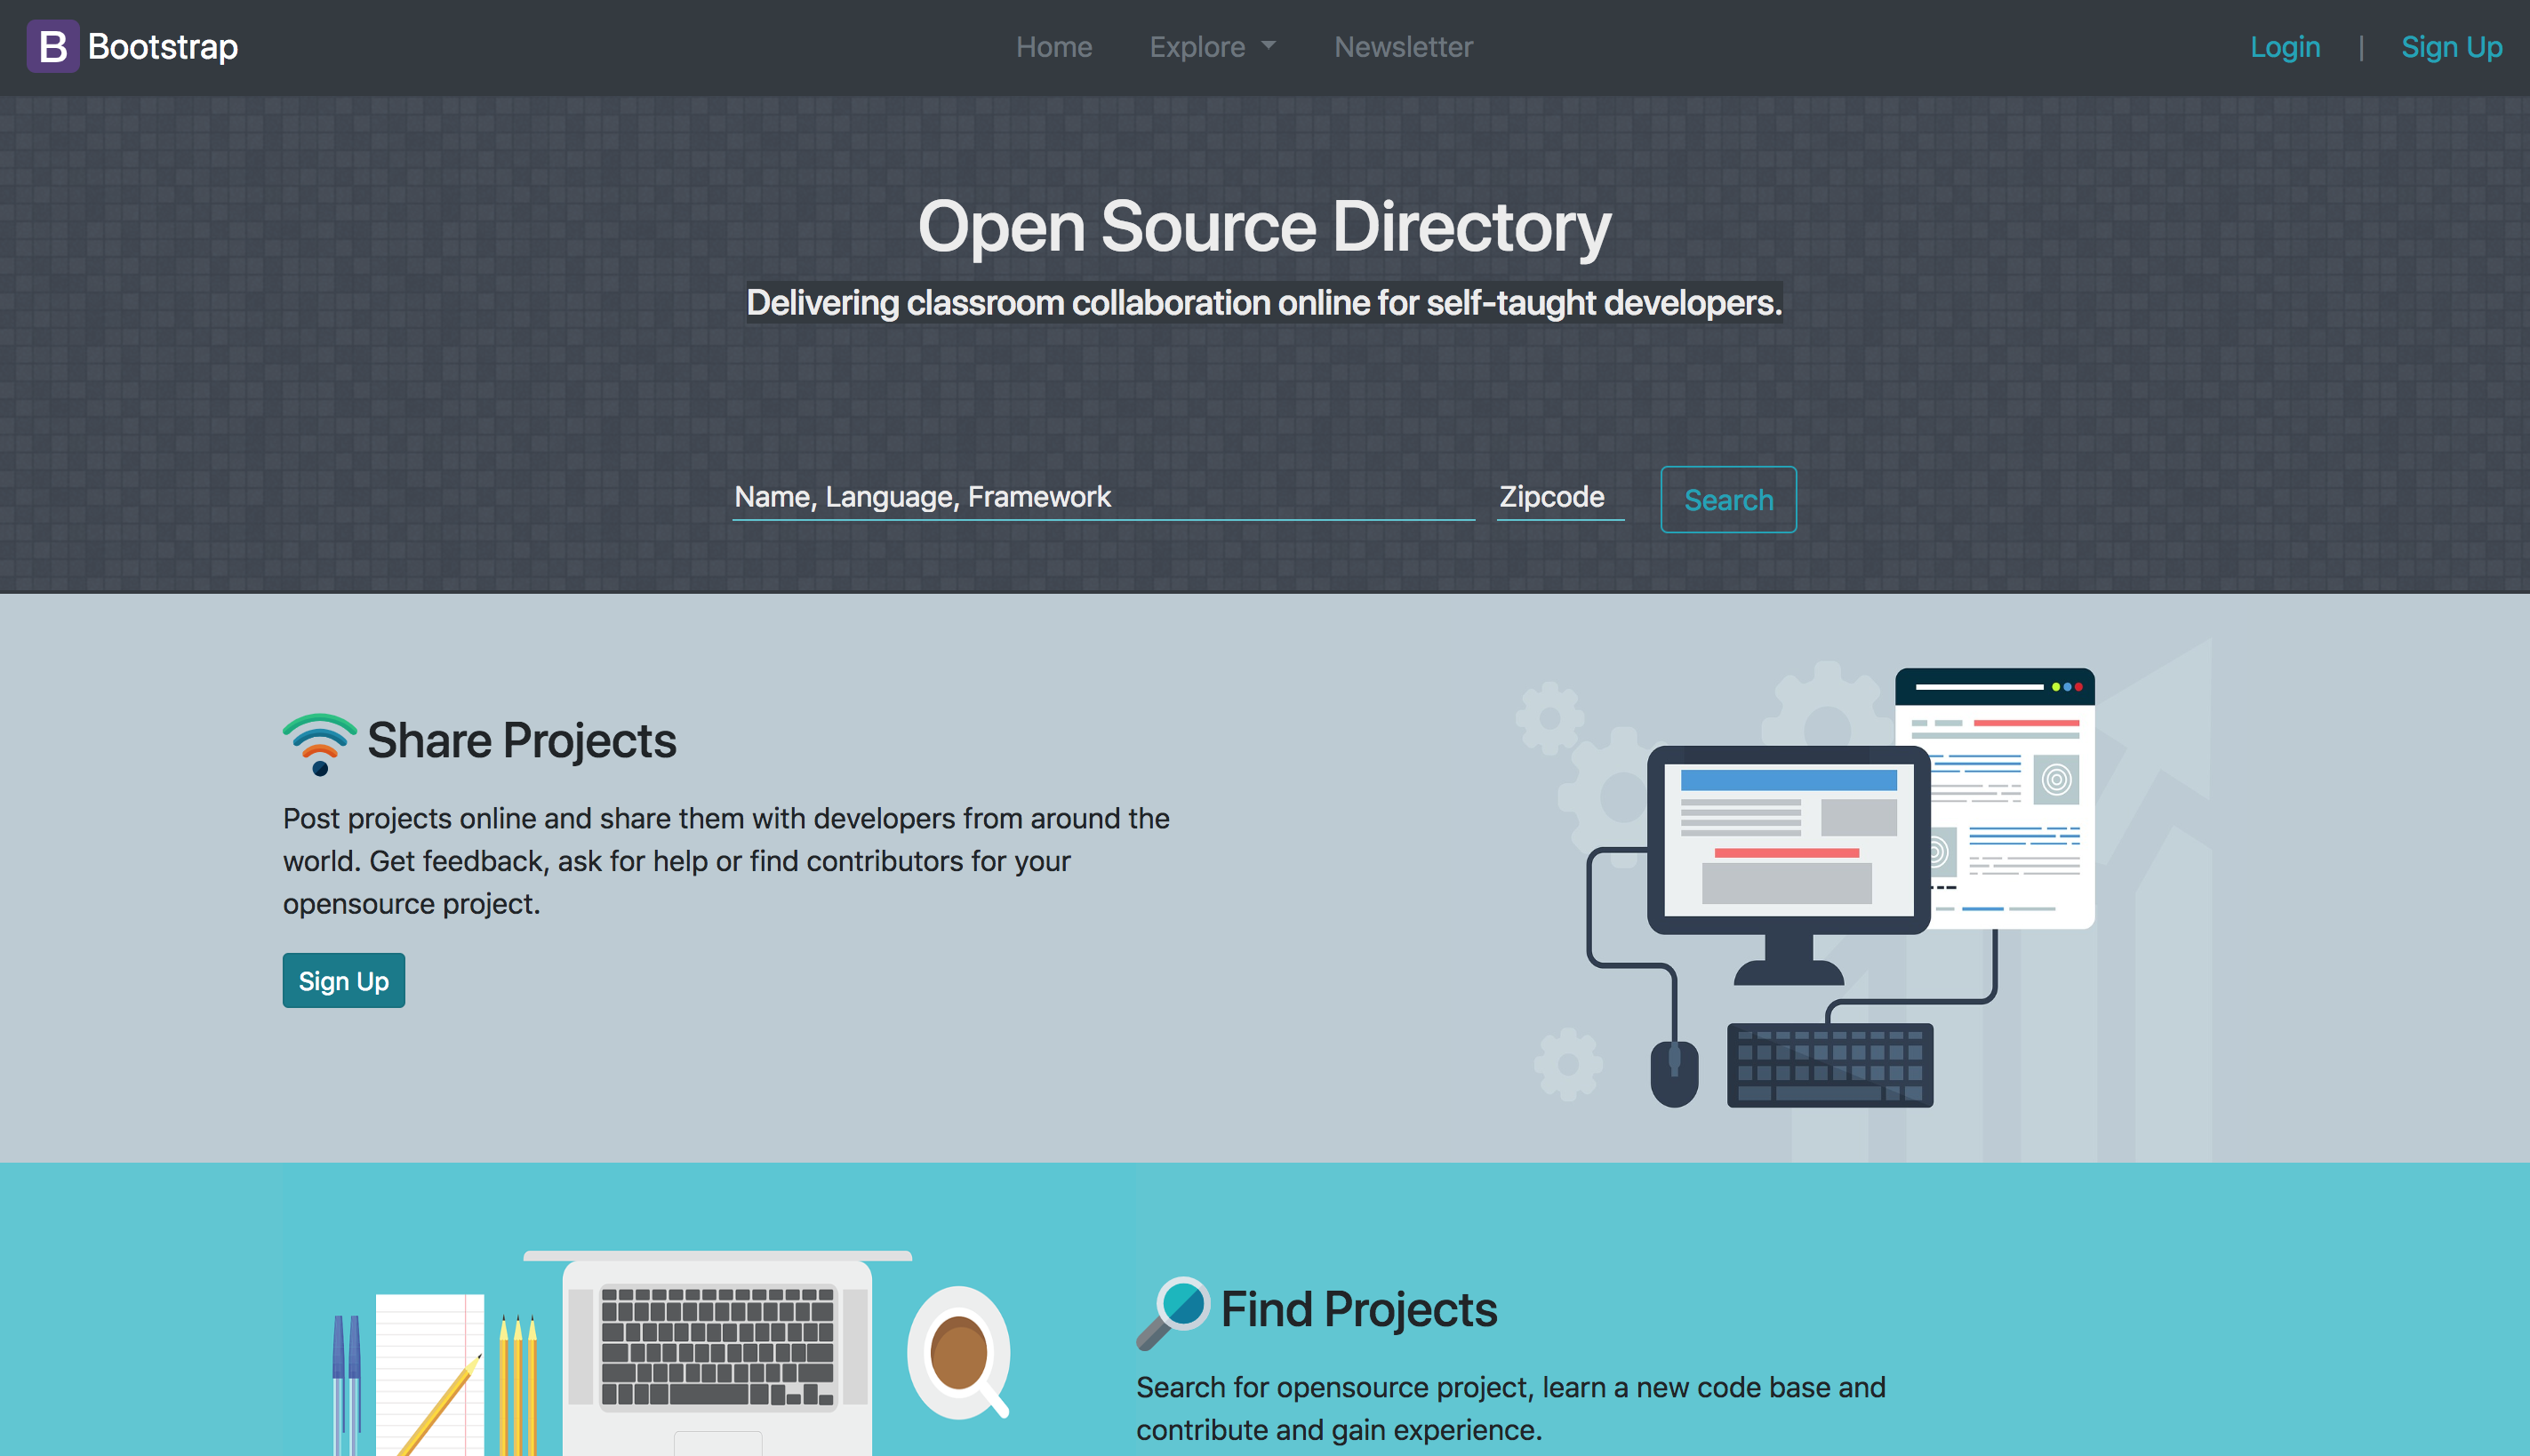 B Bootstrap
Home Explore Newsletter
Login | Sign Up
Open Source Directory
Delivering classroom collaboration online for self-taught developers.
Name, Language, Framework Zipcode Search
Share Projects
Post projects online and share them with developers from around the
world. Get feedback, ask for help or find contributors for your
opensource project.
Sign Up
Find Projects
Search for opensource project, learn a new code base and
contribute and gain experience.